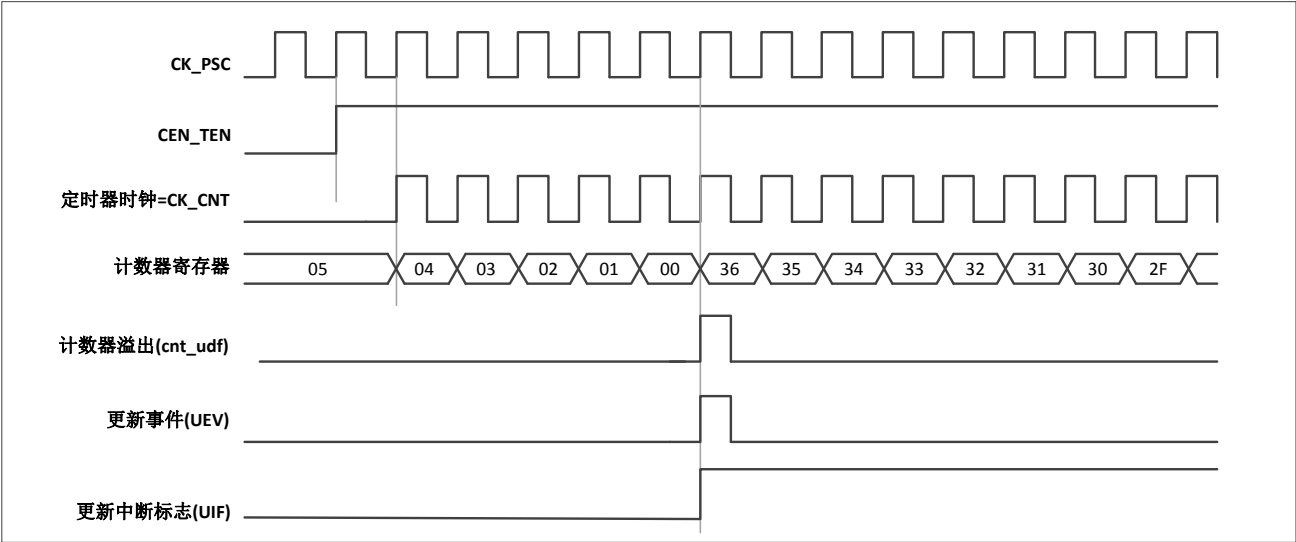 CK_PSC
CEN_TEN
定时器时钟=CK_CNT
计数器寄存器 05 04 03 02 01 00 36 35 34 33 32 31 30 2F
计数器溢出(cnt_udf)
更新事件(UEV)
更新中断标志(UIF)